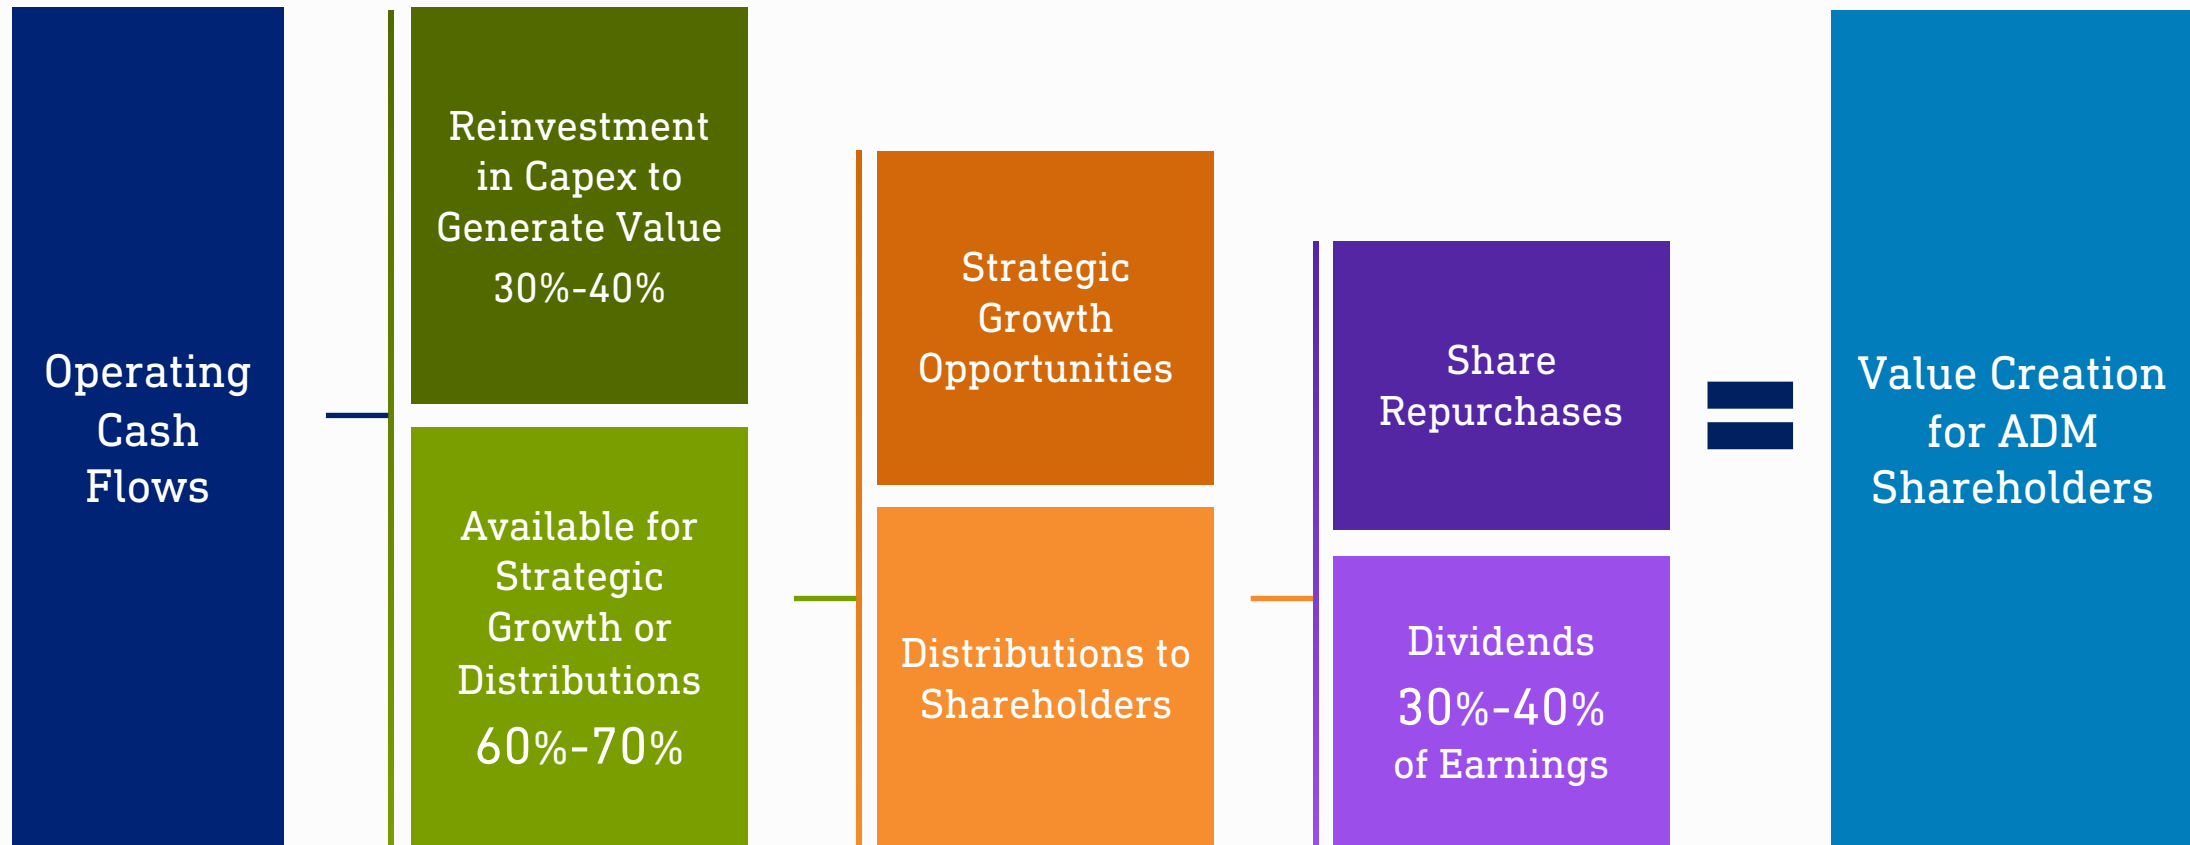 Operating
Cash
Flows
Reinvestment
in Capex to
Generate Value
30%-40%
Available for
Strategic
Growth or
Distributions
60%-70%
Strategic
Growth
Opportunities
Distributions to
Shareholders
Share
Repurchases
Dividends
30%-40%
of Earnings
Value Creation
for ADM
Shareholders